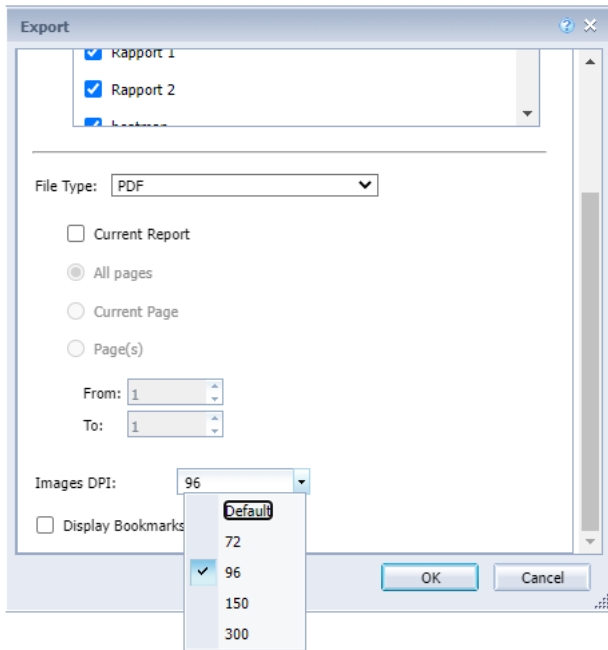 Export
Rapport 1
Rapport 2
heatmap
File Type: PDF
Current Report
All pages
Current Page
Page(s)
From: 1
To: 1
Images DPI: 96
Default
Display Bookmarks
72
96
150
300
OK Cancel